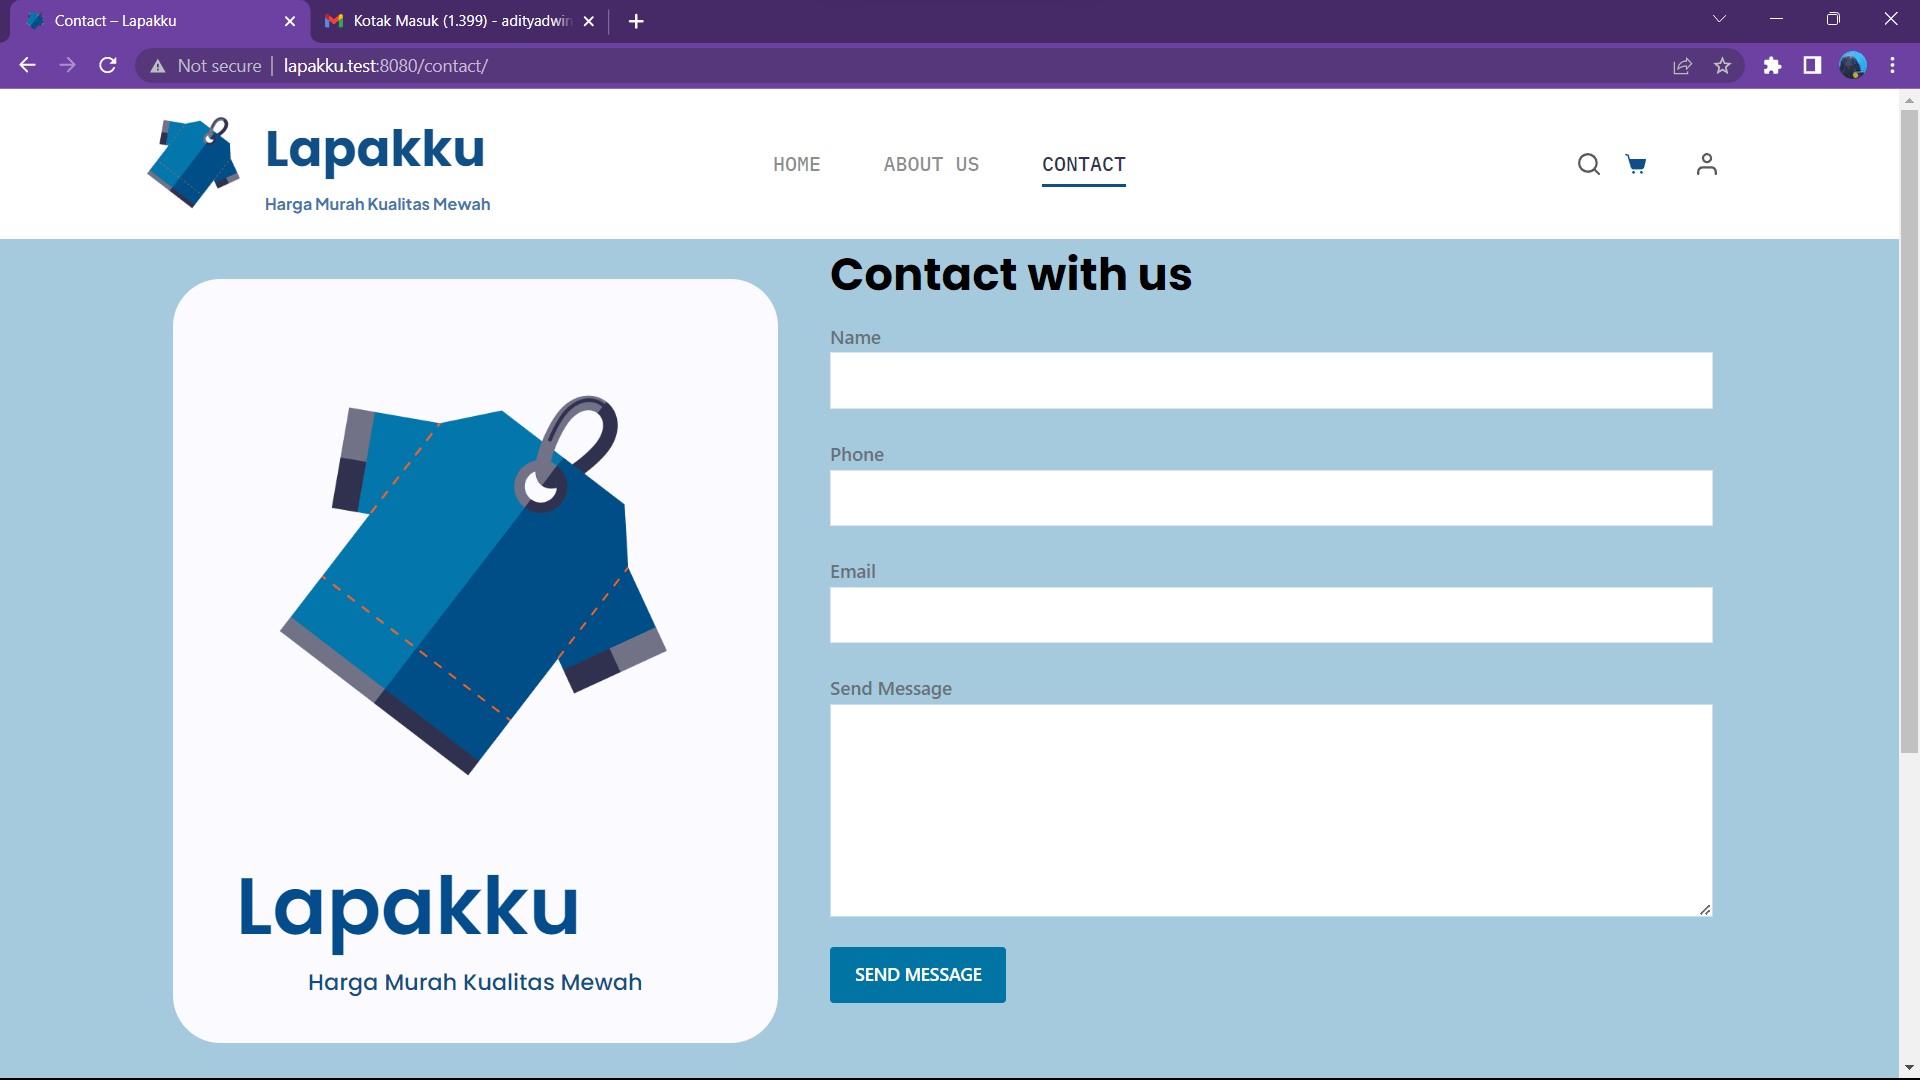 Contact – Lapakku
Kotak Masuk (1.399) - adityadwin
Not secure
lapakku.test:8080/contact/
Lapakku
Harga Murah Kualitas Mewah
HOME
ABOUT US
CONTACT
Contact with us
Name
Phone
Email
Send Message
SEND MESSAGE
Lapakku
Harga Murah Kualitas Mewah